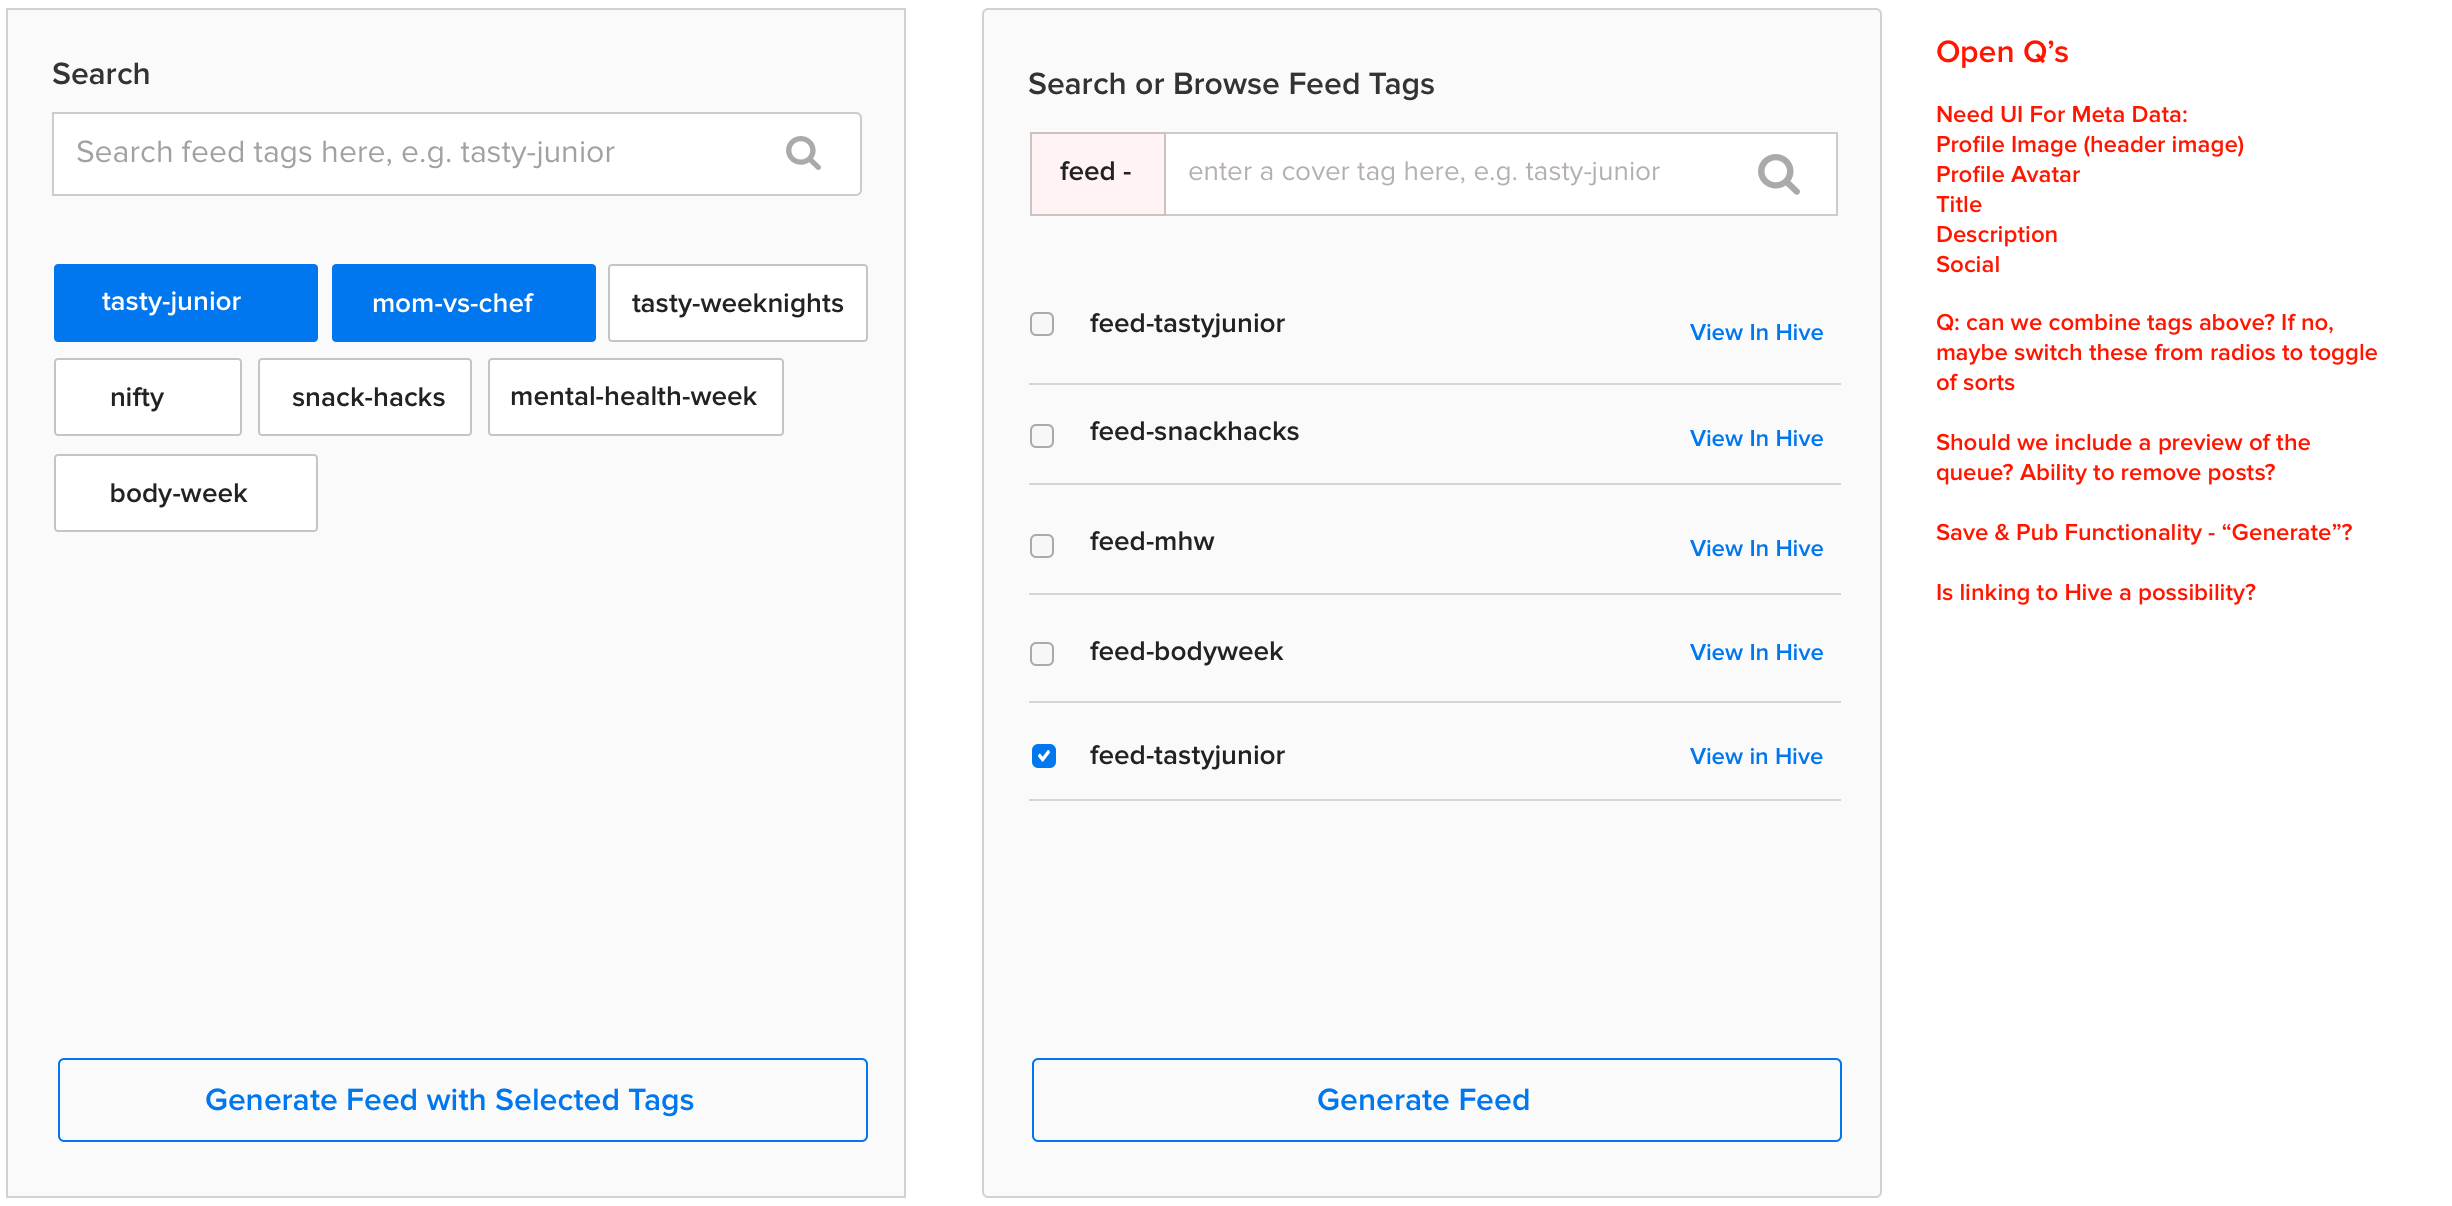 Search
Search feed tags here, e.g. tasty-junior
tasty-junior
mom-vs-chef
tasty-weeknights
nifty
snack-hacks
mental-health-week
body-week
Generate Feed with Selected Tags
Search or Browse Feed Tags
feed -
enter a cover tag here, e.g. tasty-junior
feed-tastyjunior
View In Hive
feed-snackhacks
View In Hive
feed-mhw
View In Hive
feed-bodyweek
View In Hive
feed-tastyjunior
View in Hive
Generate Feed
Open Q’s
Need UI For Meta Data:
Profile Image (header image)
Profile Avatar
Title
Description
Social
Q: can we combine tags above? If no,
maybe switch these from radios to toggle
of sorts
Should we include a preview of the
queue? Ability to remove posts?
Save & Pub Functionality - “Generate”?
Is linking to Hive a possibility?